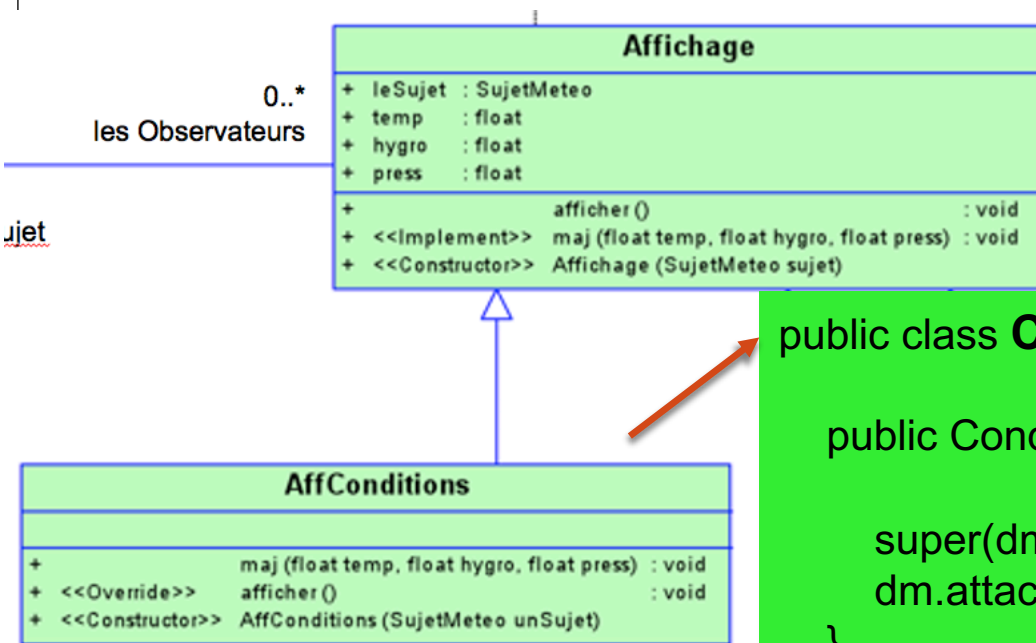 Affichage
0..*
les Observateurs
+ leSujet : SujetMeteo
+ temp : float
+ hygro : float
+ press : float
+ afficher () : void
+ <<Implement>> maj (float temp, float hygro, float press) : void
+ <<Constructor>> Affichage (SujetMeteo sujet)
ujet
AffConditions
+ maj (float temp, float hygro, float press) : void
+ <<Override>> afficher () : void
+ <<Constructor>> AffConditions (SujetMeteo unSujet)
public class
public
super(
dm.attac
}